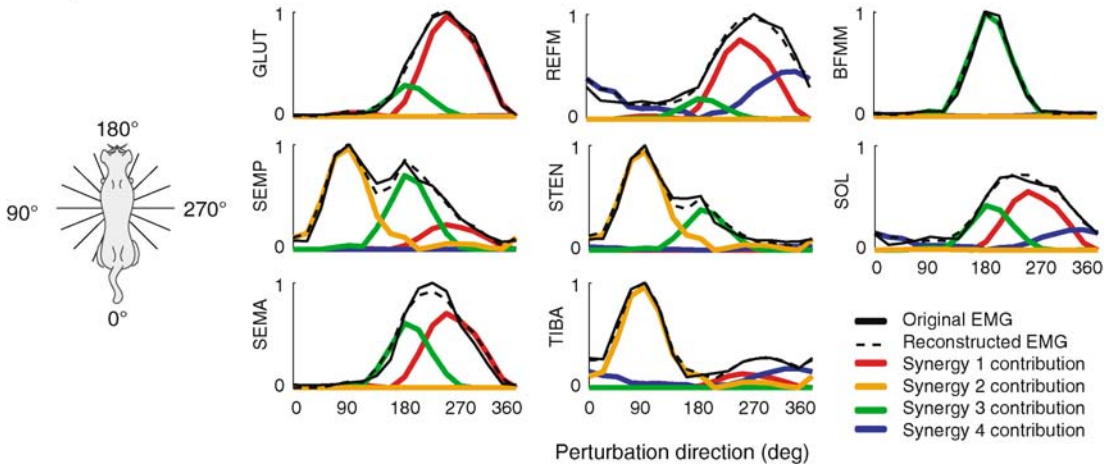 180°
90°
270°
0°
GLUT
1
0
REFM
1
0
BFMM
1
0
SEMP
1
0
STEN
1
0
SOL
1
0
0 90 180 270 360
SEMA
1
0
0 90 180 270 360
TIBA
1
0
0 90 180 270 360
Perturbation direction (deg)
Original EMG
Reconstructed EMG
Synergy 1 contribution
Synergy 2 contribution
Synergy 3 contribution
Synergy 4 contribution